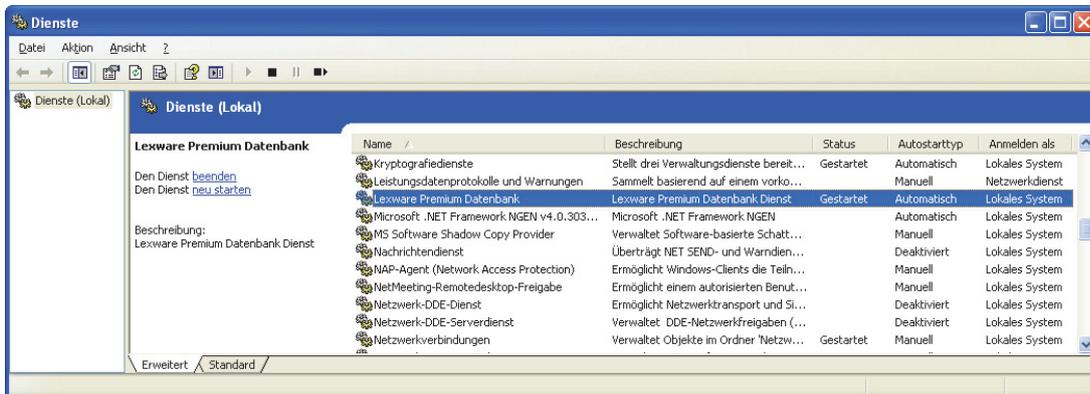 Dienste
Datei Aktion Ansicht ?
Dienste (Lokal)
Dienste (Lokal)
Lexware Premium Datenbank
Den Dienst beenden
Den Dienst neu starten
Beschreibung:
Lexware Premium Datenbank Dienst
Name Beschreibung Status Autostarttyp Anmelden als
Kryptografiedienste Stellt drei Verwaltungsdienste bereit... Gestartet Automatisch Lokales System
Leistungsdatenprotokolle und Warnungen Sammelt basierend auf einem vorko... Manuell Netzwerkdienst
Lexware Premium Datenbank Lexware Premium Datenbank Dienst Gestartet Automatisch Lokales System
Microsoft .NET Framework NGEN v4.0.303... Microsoft .NET Framework NGEN Automatisch Lokales System
MS Software Shadow Copy Provider Verwaltet Software-basierte Schatt... Manuell Lokales System
Nachrichtendienst Überträgt NET SEND- und Warndien... Deaktiviert Lokales System
NAP-Agent (Network Access Protection) Ermöglicht Windows-Clients die Teiln... Manuell Lokales System
NetMeeting-Remotedesktop-Freigabe Ermöglicht einem autorisierten Benut... Manuell Lokales System
Netzwerk-DDE-Dienst Ermöglicht Netzwerktransport und Si... Deaktiviert Lokales System
Netzwerk-DDE-Serverdienst Verwaltet DDE-Netzwerkfreigaben (... Deaktiviert Lokales System
Netzwerkverbindungen Verwaltet Objekte im Ordner 'Netzw... Gestartet Manuell Lokales System
Erweitert Standard